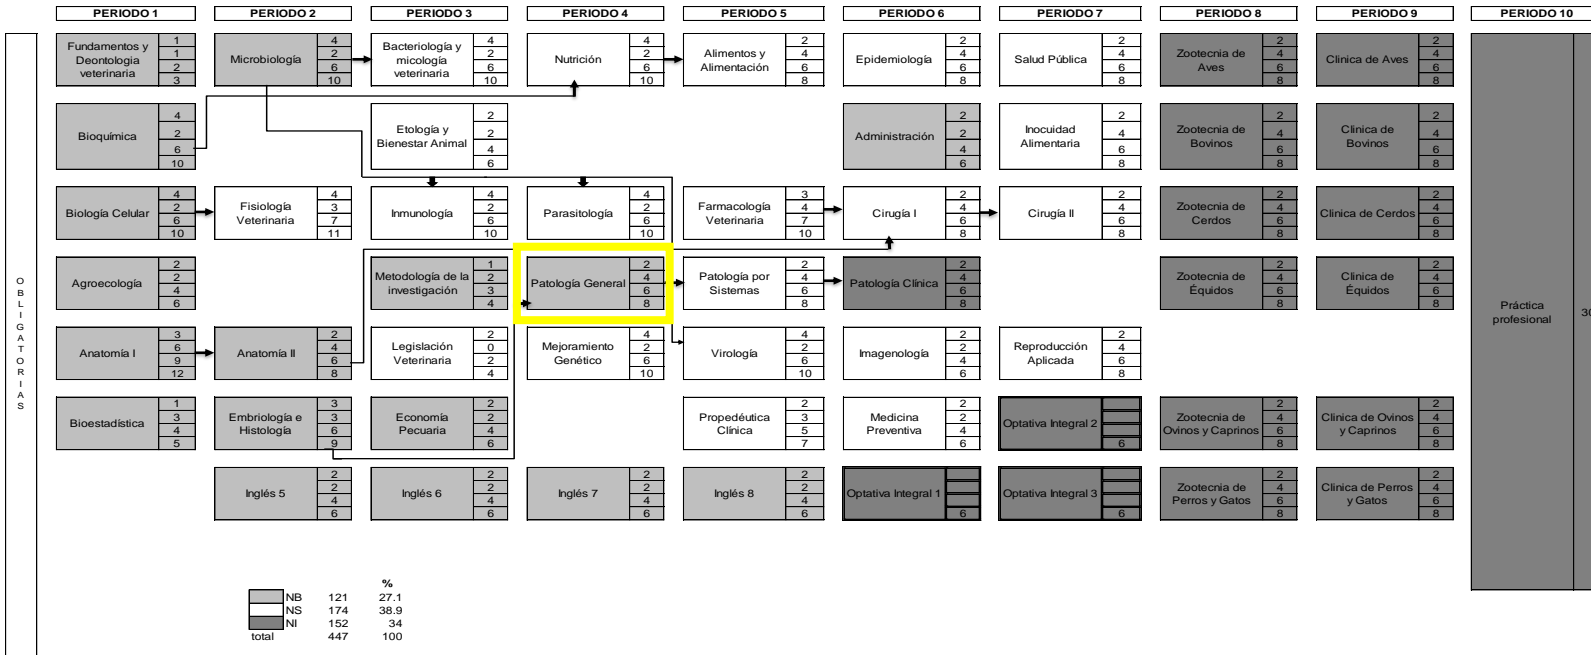 PERIODO 1 PERIODO 2 PERIODO 3 PERIODO 4 PERIODO 5 PERIODO 6 PERIODO 7 PERIODO 8 PERIODO 9 PERIODO 10
OBLIGATORIAS
Fundamentos y
Deontologia
veterinaria
1
1
2
3
Microbiología
4
2
6
10
Bacteriología y
micología
veterinaria
4
2
6
10
Nutrición
4
2
6
10
Alimentos y
Alimentación
2
4
6
8
Epidemiología
2
4
6
8
Salud Pública
2
4
6
8
Zootecnia de
Aves
2
4
6
8
Clinica de Aves
2
4
6
8
Bioquímica
4
2
6
10
Etología y
Bienestar Animal
2
2
4
6
Administración
2
2
4
6
Inocuidad
Alimentaria
2
4
6
8
Zootecnia de
Bovinos
2
4
6
8
Clinica de
Bovinos
2
4
6
8
Biología Celular
4
2
6
10
Fisiología
Veterinaria
4
3
7
11
Inmunología
4
2
6
10
Parasitología
4
2
6
10
Farmacología
Veterinaria
3
4
7
10
Cirugía I
2
4
6
8
Cirugía II
2
4
6
8
Zootecnia de
Cerdos
2
4
6
8
Clinica de Cerdos
2
4
6
8
Agroecología
2
2
4
6
Metodología de la
investigación
1
2
3
4
Patología General
2
4
6
8
Patología por
Sistemas
2
4
6
8
Patología Clínica
2
4
6
8
Zootecnia de
Équidos
2
4
6
8
Clinica de
Équidos
2
4
6
8
Práctica
profesional
30
Anatomía I
3
6
9
12
Anatomía II
2
4
6
8
Legislación
Veterinaria
2
0
2
4
Mejoramiento
Genético
4
2
6
10
Virología
4
2
6
10
Imagenología
2
2
4
6
Reproducción
Aplicada
2
4
6
8
Bioestadística
1
3
4
5
Embriología e
Histología
3
3
6
9
Economía
Pecuaria
2
2
4
6
Propedéutica
Clínica
2
3
5
7
Medicina
Preventiva
2
2
4
6
Optativa Integral 2
6
Zootecnia de
Ovinos y Caprinos
2
4
6
8
Clinica de Ovinos
y Caprinos
2
4
6
8
Inglés 5
2
2
4
6
Inglés 6
2
2
4
6
Inglés 7
2
2
4
6
Inglés 8
2
2
4
6
Optativa Integral 1
6
Optativa Integral 3
6
Zootecnia de
Perros y Gatos
2
4
6
8
Clinica de Perros
y Gatos
2
4
6
8
%
NB 121 27.1
NS 174 38.9
NI 152 34
total 447 100